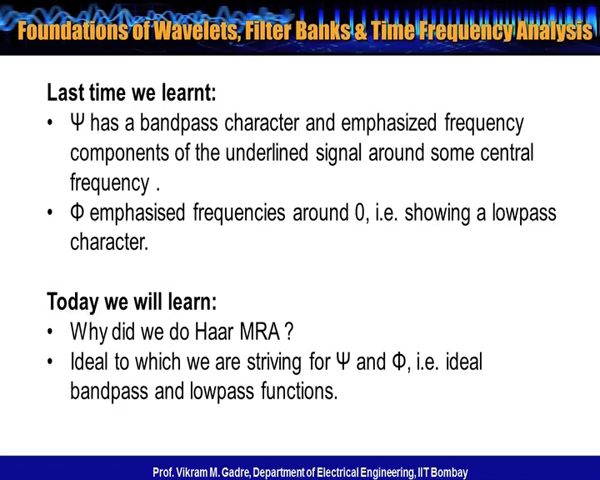 Foundations of Wavelets, Filter Banks & Time Frequency Analysis
Last time we learnt:
• Ψ has a bandpass character and emphasized frequency
components of the underlined signal around some central
frequency .
• Φ emphasised frequencies around 0, i.e. showing a lowpass
character.
Today we will learn:
• Why did we do Haar MRA ?
• Ideal to which we are striving for Ψ and Φ, i.e. ideal
bandpass and lowpass functions.
Prof. Vikram M. Gadre, Department of Electrical Engineering, IIT Bombay